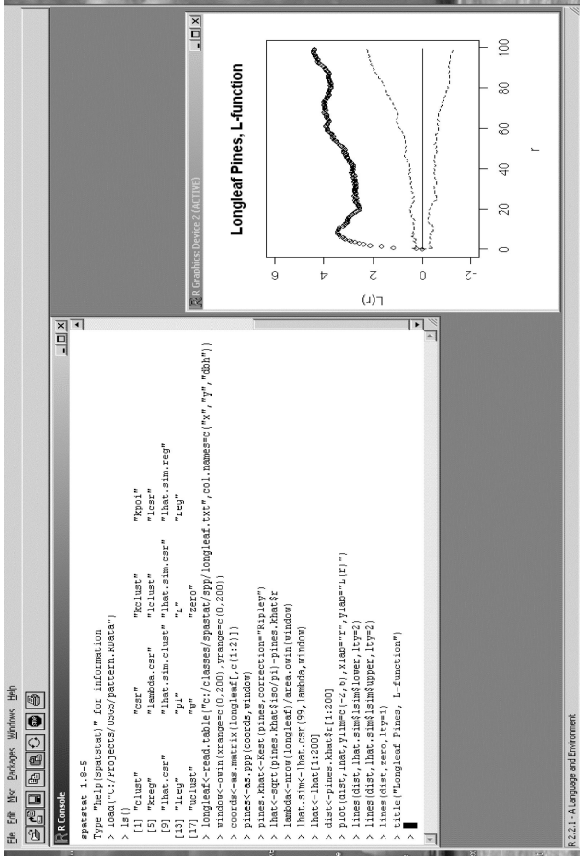 File Edit Misc Packages Windows Help
R Console
spatstat 1.8-5
Type "help(spatstat)" for information
> ls()
[1] "clust" "csr" "kclust" "kpoi"
[5] "kreg" "lambda.csr" "lclust" "lcsr"
[9] "lhat.csr" "lhat.sim.clust" "lhat.sim.csr" "lhat.sim.reg"
[13] "lreg" "pi" "r" "rey"
[17] "uclust" "w" "zero"
> longleaf<-read.table("c:/classes/spastat/spp/longleaf.txt",col.names=c("x","y","dbh"))
> window<-owin(xrange=c(0,200),yrange=c(0,200))
> coords<-as.matrix(longleaf[,c(1:2)])
> pines<-as.ppp(coords,window)
> pines.khat<-Kest(pines,correction="Ripley")
> lhat<-sqrt(pines.khat$iso/pi)-pines.khat$r
> lambda<-nrow(longleaf)/area.owin(window)
> lhat.sim<-lhat.csr(99,lambda,window)
> lhat<-lhat[1:200]
> dist<-pines.khat$r[1:200]
> plot(dist,lhat,ylim=c(-2,6),xlab="r",ylab="L(r)")
> lines(dist,lhat.sim$lsim$lower,lty=2)
> lines(dist,lhat.sim$lsim$upper,lty=2)
> lines(dist,zero,lty=1)
> title("Longleaf Pines, L-function")
>
R Graphics: Device 2 (ACTIVE)
Longleaf Pines, L-function
L(r)
6
4
2
0
-2
0 20 40 60 80 100
r
R 2.2.1 - A Language and Environment